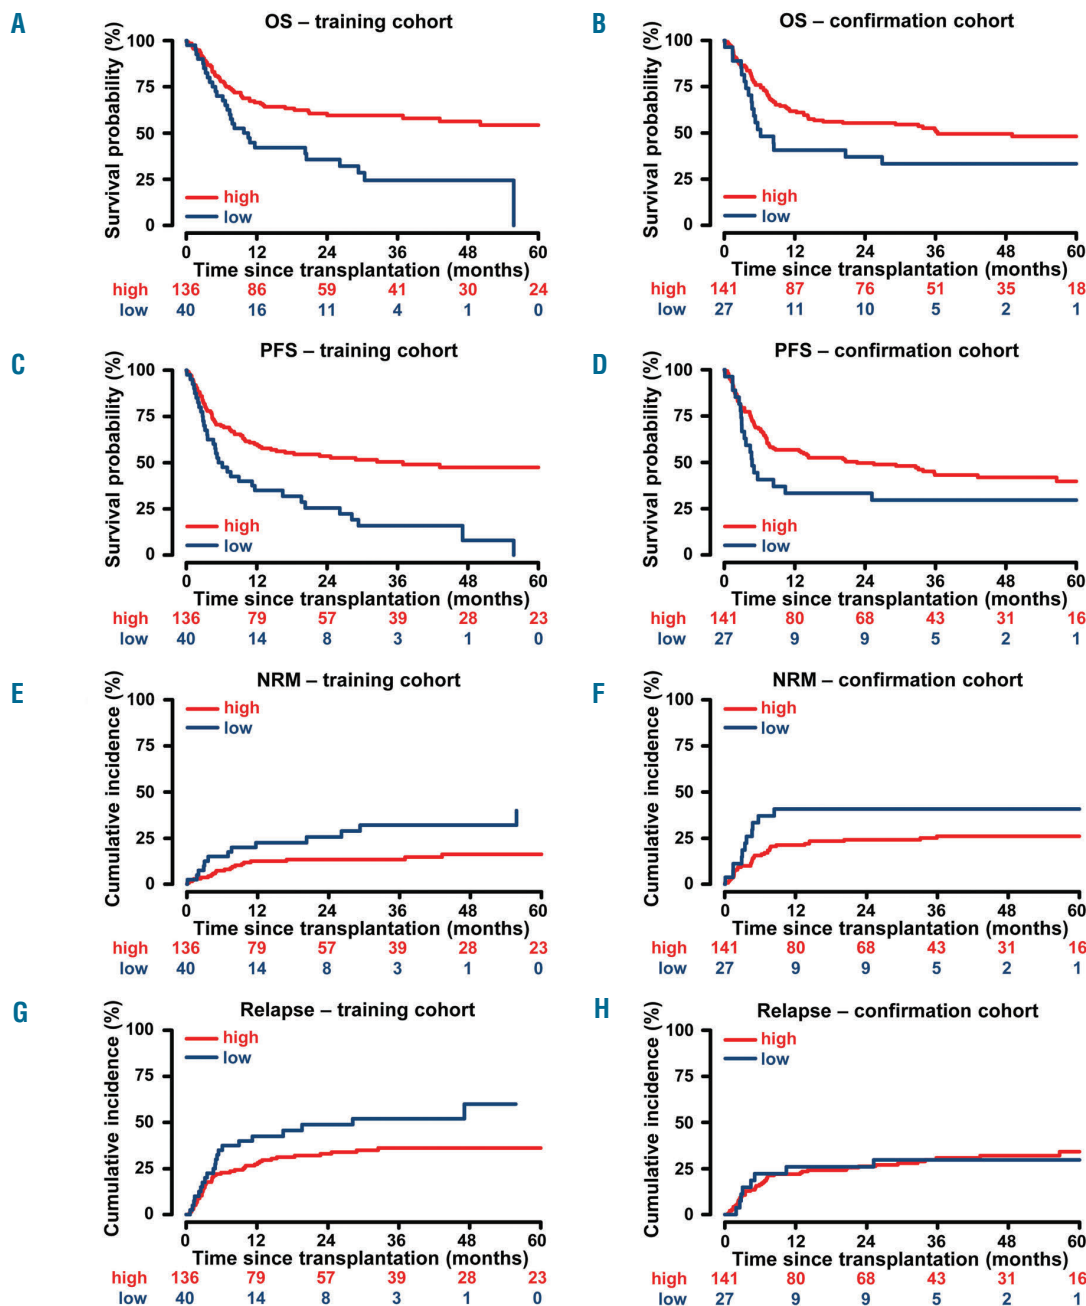 A
OS – training cohort
Survival probability (%)
100
75
50
25
0
high
low
0 12 24 36 48 60
Time since transplantation (months)
high 136 86 59 41 30 24
low 40 16 11 4 1 0
B
OS – confirmation cohort
Survival probability (%)
100
75
50
25
0
high
low
0 12 24 36 48 60
Time since transplantation (months)
high 141 87 76 51 35 18
low 27 11 10 5 2 1
C
PFS – training cohort
Survival probability (%)
100
75
50
25
0
high
low
0 12 24 36 48 60
Time since transplantation (months)
high 136 79 57 39 28 23
low 40 14 8 3 1 0
D
PFS – confirmation cohort
Survival probability (%)
100
75
50
25
0
high
low
0 12 24 36 48 60
Time since transplantation (months)
high 141 80 68 43 31 16
low 27 9 9 5 2 1
E
NRM – training cohort
Cumulative incidence (%)
100
75
50
25
0
high
low
0 12 24 36 48 60
Time since transplantation (months)
high 136 79 57 39 28 23
low 40 14 8 3 1 0
F
NRM – confirmation cohort
Cumulative incidence (%)
100
75
50
25
0
high
low
0 12 24 36 48 60
Time since transplantation (months)
high 141 80 68 43 31 16
low 27 9 9 5 2 1
G
Relapse – training cohort
Cumulative incidence (%)
100
75
50
25
0
high
low
0 12 24 36 48 60
Time since transplantation (months)
high 136 79 57 39 28 23
low 40 14 8 3 1 0
H
Relapse – confirmation cohort
Cumulative incidence (%)
100
75
50
25
0
high
low
0 12 24 36 48 60
Time since transplantation (months)
high 141 80 68 43 31 16
low 27 9 9 5 2 1